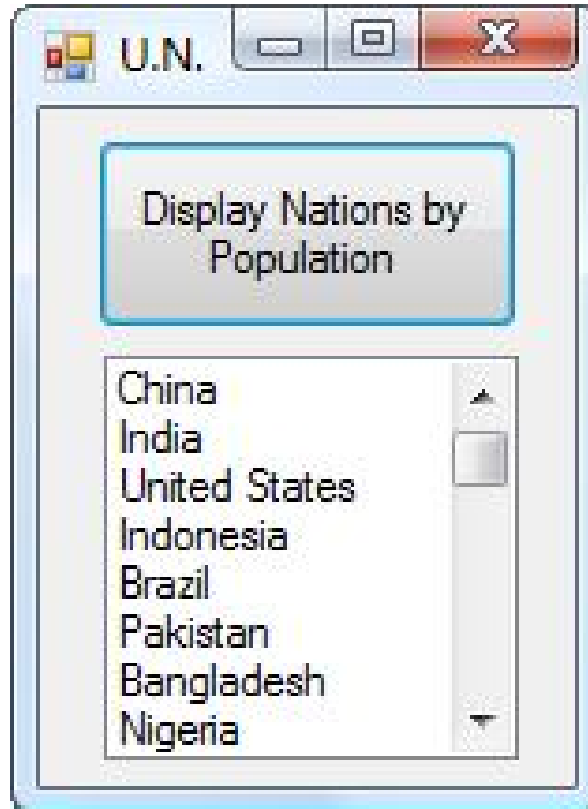 U.N.
Display Nations by
Population
China
India
United States
Indonesia
Brazil
Pakistan
Bangladesh
Nigeria